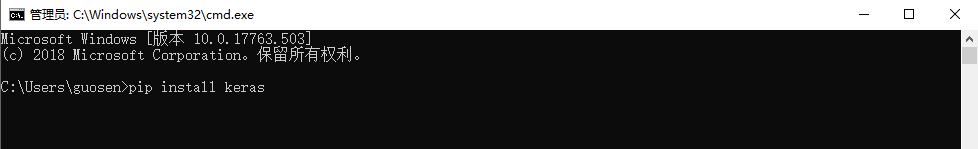 管理员: C:\Windows\system32\cmd.exe
Microsoft Windows [版本 10.0.17763.503]
(c) 2018 Microsoft Corporation。保留所有权利。
C:\Users\guosen>pip install keras